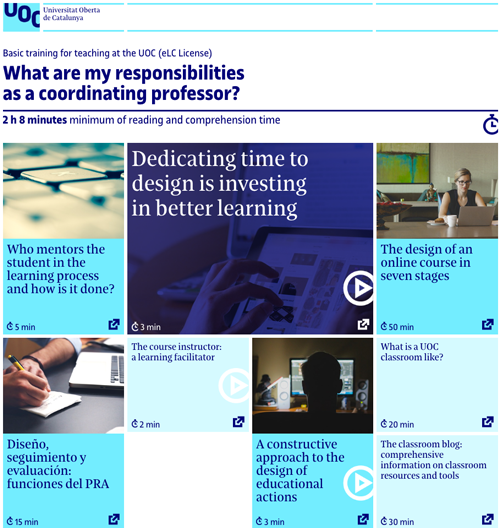 UOC
Universitat Oberta
de Catalunya
Basic training for teaching at the UOC (eLC License)
What are my responsibilities
as a coordinating professor?
2 h 8 minutes minimum of reading and comprehension time
Dedicating time to
design is investing
in better learning
3 min
Who mentors the
student in the
learning process
and how is it done?
5 min
The design of an
online course in
seven stages
50 min
The course instructor:
a learning facilitator
2 min
What is a UOC
classroom like?
20 min
Diseño,
seguimiento y
evaluación:
funciones del PRA
15 min
A constructive
approach to the
design of
educational
actions
3 min
The classroom blog:
comprehensive
information on classroom
resources and tools
30 min